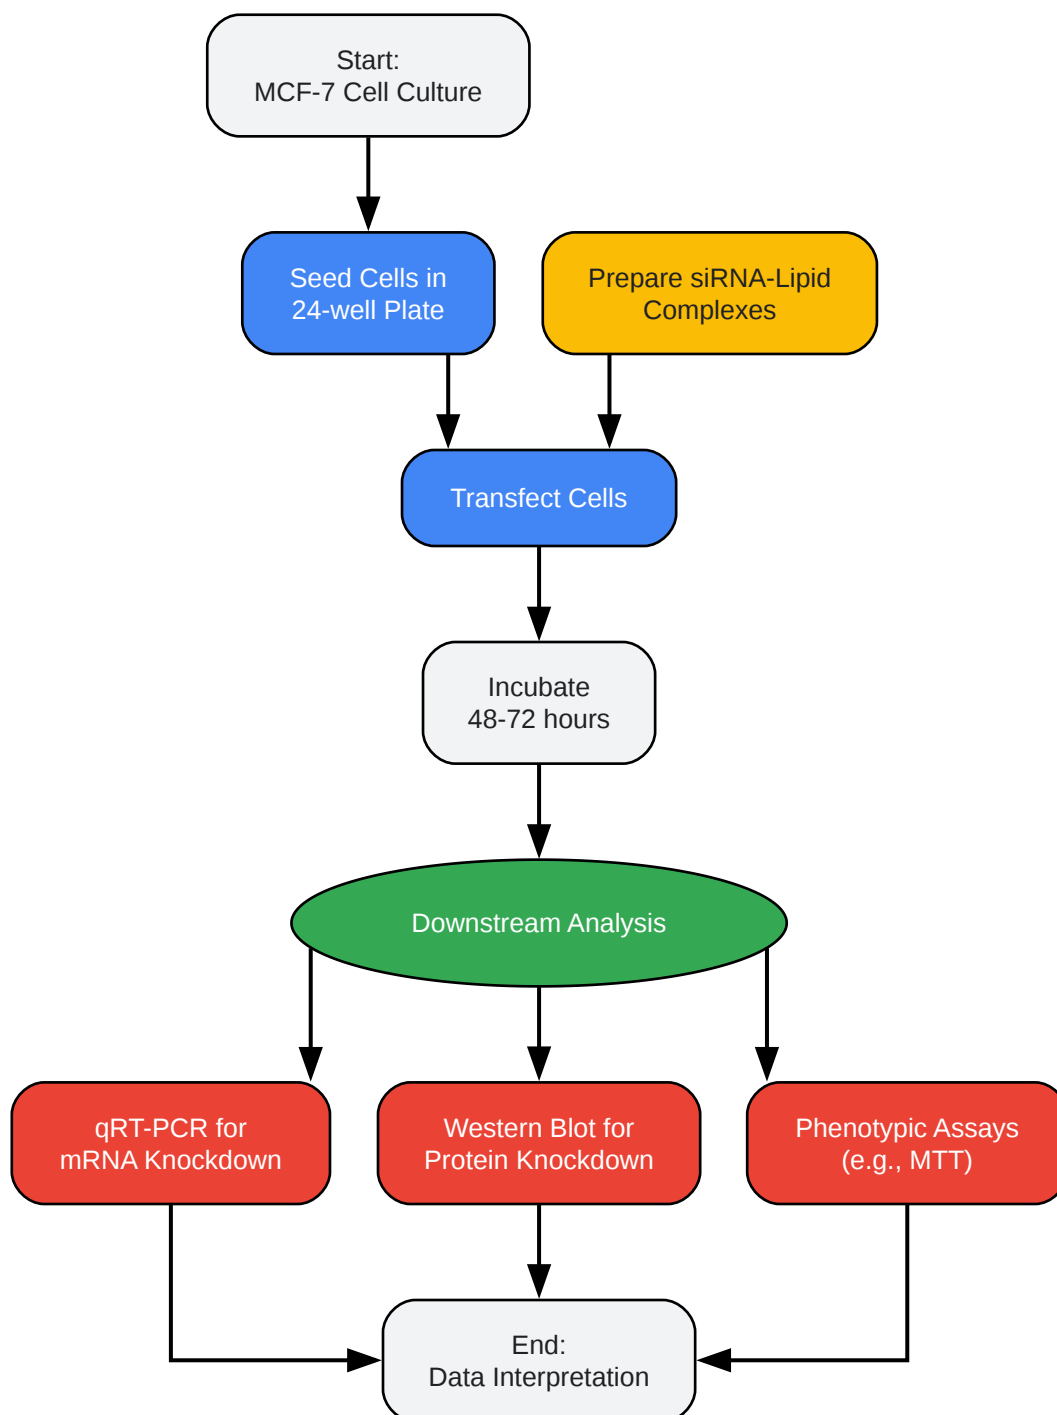 Start:
MCF-7 Cell Culture
Seed Cells in
24-well Plate
Prepare siRNA-Lipid
Complexes
Transfect Cells
Incubate
48-72 hours
Downstream Analysis
qRT-PCR for
mRNA Knockdown
Western Blot for
Protein Knockdown
Phenotypic Assays
(e.g., MTT)
End:
Data Interpretation